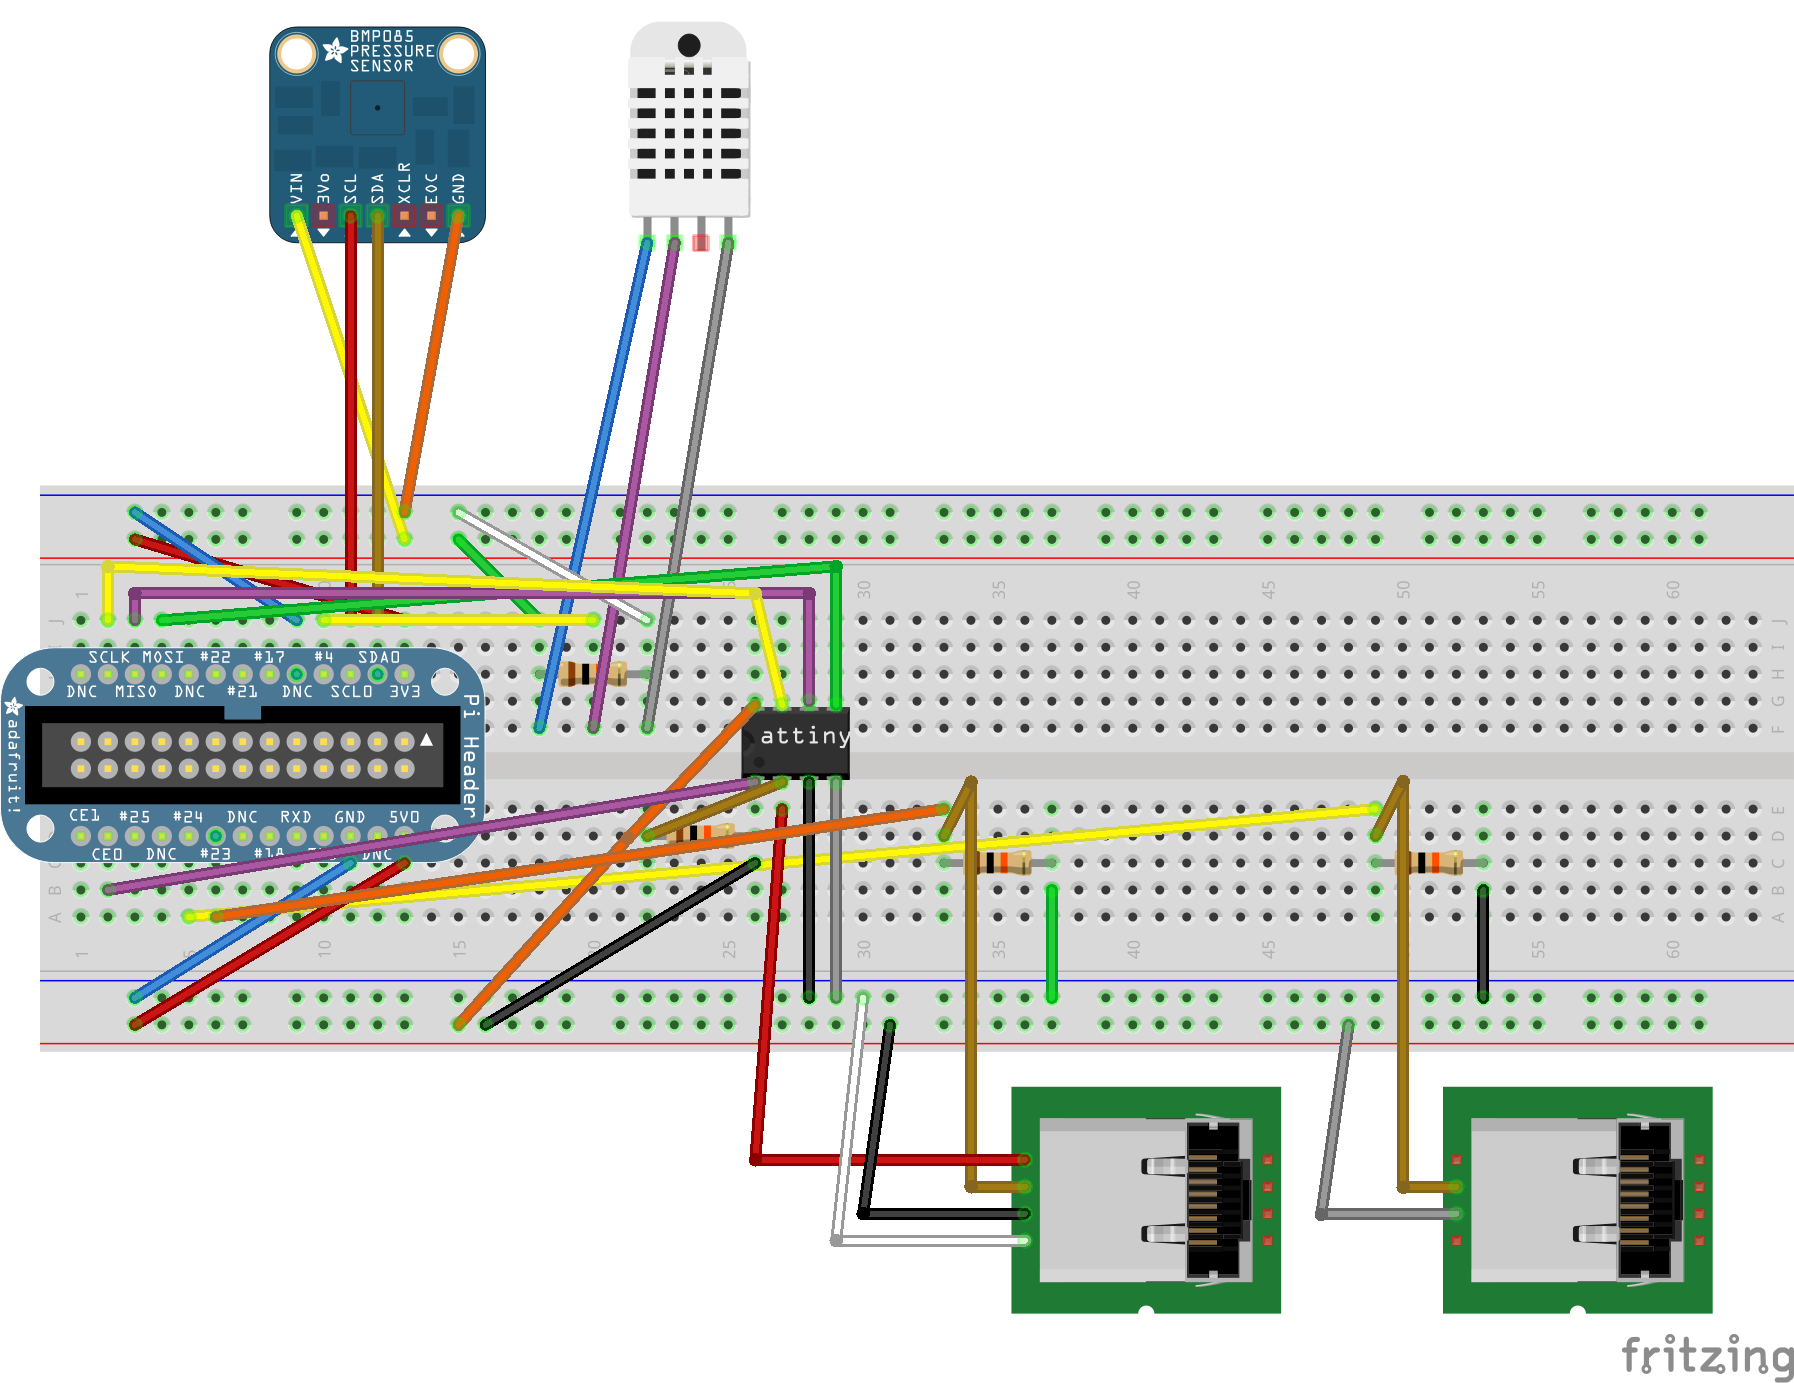 BMP085
PRESSURE
SENSOR
VIN 3Vo SCL SDA XCLR EOC GND
1 30 35 40 45 50 55 60
J J
I
H
G
F
SCLK MOSI #22 #17 #4 SDA0
DNC MISO DNC #21 DNC SCL0 3V3
adafruit!
Pi Header
attiny
CE1 #25 #24 DNC RXD GND 5V0
CE0 DNC #23 #18 DNC
E
D
C
B B
A A
1 10 15 25 30 35 40 45 55 60
fritzing